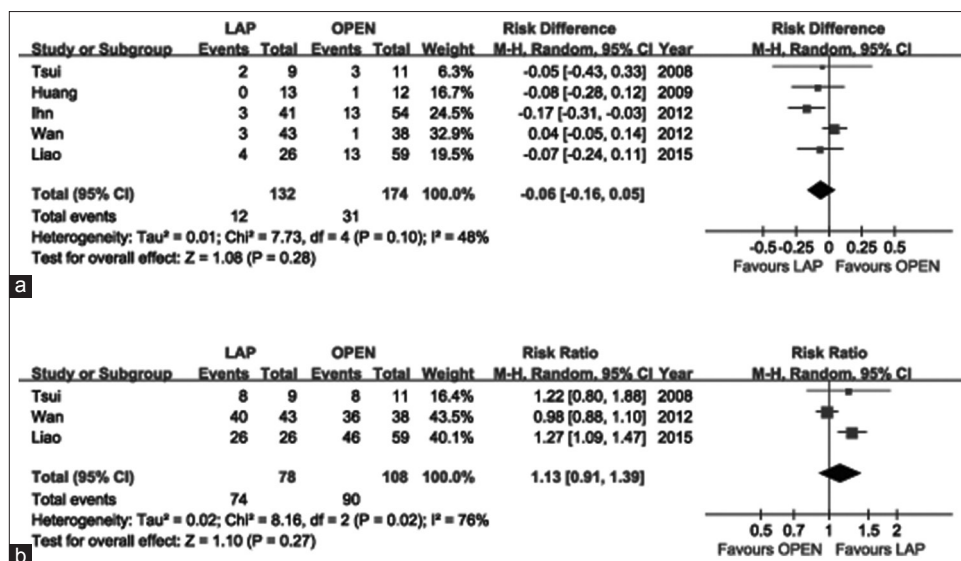 LAP OPEN Risk Difference Risk Difference
Study or Subgroup Events Total Events Total Weight M-H, Random, 95% CI Year M-H, Random, 95% CI
Tsui 2 9 3 11 6.3% -0.05 [-0.43, 0.33] 2008
Huang 0 13 1 12 16.7% -0.08 [-0.28, 0.12] 2009
Ihn 3 41 13 54 24.5% -0.17 [-0.31, -0.03] 2012
Wan 3 43 1 38 32.9% 0.04 [-0.05, 0.14] 2012
Liao 4 26 13 59 19.5% -0.07 [-0.24, 0.11] 2015
Total (95% CI) 132 174 100.0% -0.06 [-0.16, 0.05]
Total events 12 31
Heterogeneity: Tau² = 0.01; Chi² = 7.73, df = 4 (P = 0.10); I² = 48%
Test for overall effect: Z = 1.08 (P = 0.28)
-0.5 -0.25 0 0.25 0.5
Favours LAP Favours OPEN
a
LAP OPEN Risk Ratio Risk Ratio
Study or Subgroup Events Total Events Total Weight M-H, Random, 95% CI Year M-H, Random, 95% CI
Tsui 8 9 8 11 16.4% 1.22 [0.80, 1.88] 2008
Wan 40 43 36 38 43.5% 0.98 [0.88, 1.10] 2012
Liao 26 26 46 59 40.1% 1.27 [1.09, 1.47] 2015
Total (95% CI) 78 108 100.0% 1.13 [0.91, 1.39]
Total events 74 90
Heterogeneity: Tau² = 0.02; Chi² = 8.16, df = 2 (P = 0.02); I² = 76%
Test for overall effect: Z = 1.10 (P = 0.27)
0.5 0.7 1 1.5 2
Favours OPEN Favours LAP
b